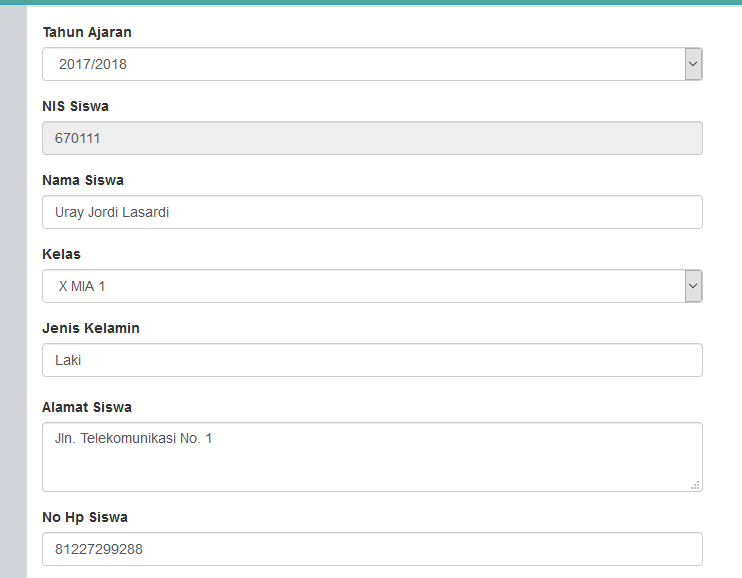 Tahun Ajaran
2017/2018
NIS Siswa
670111
Nama Siswa
Uray Jordi Lasardi
Kelas
X MIA 1
Jenis Kelamin
Laki
Alamat Siswa
Jln. Telekomunikasi No. 1
No Hp Siswa
81227299288